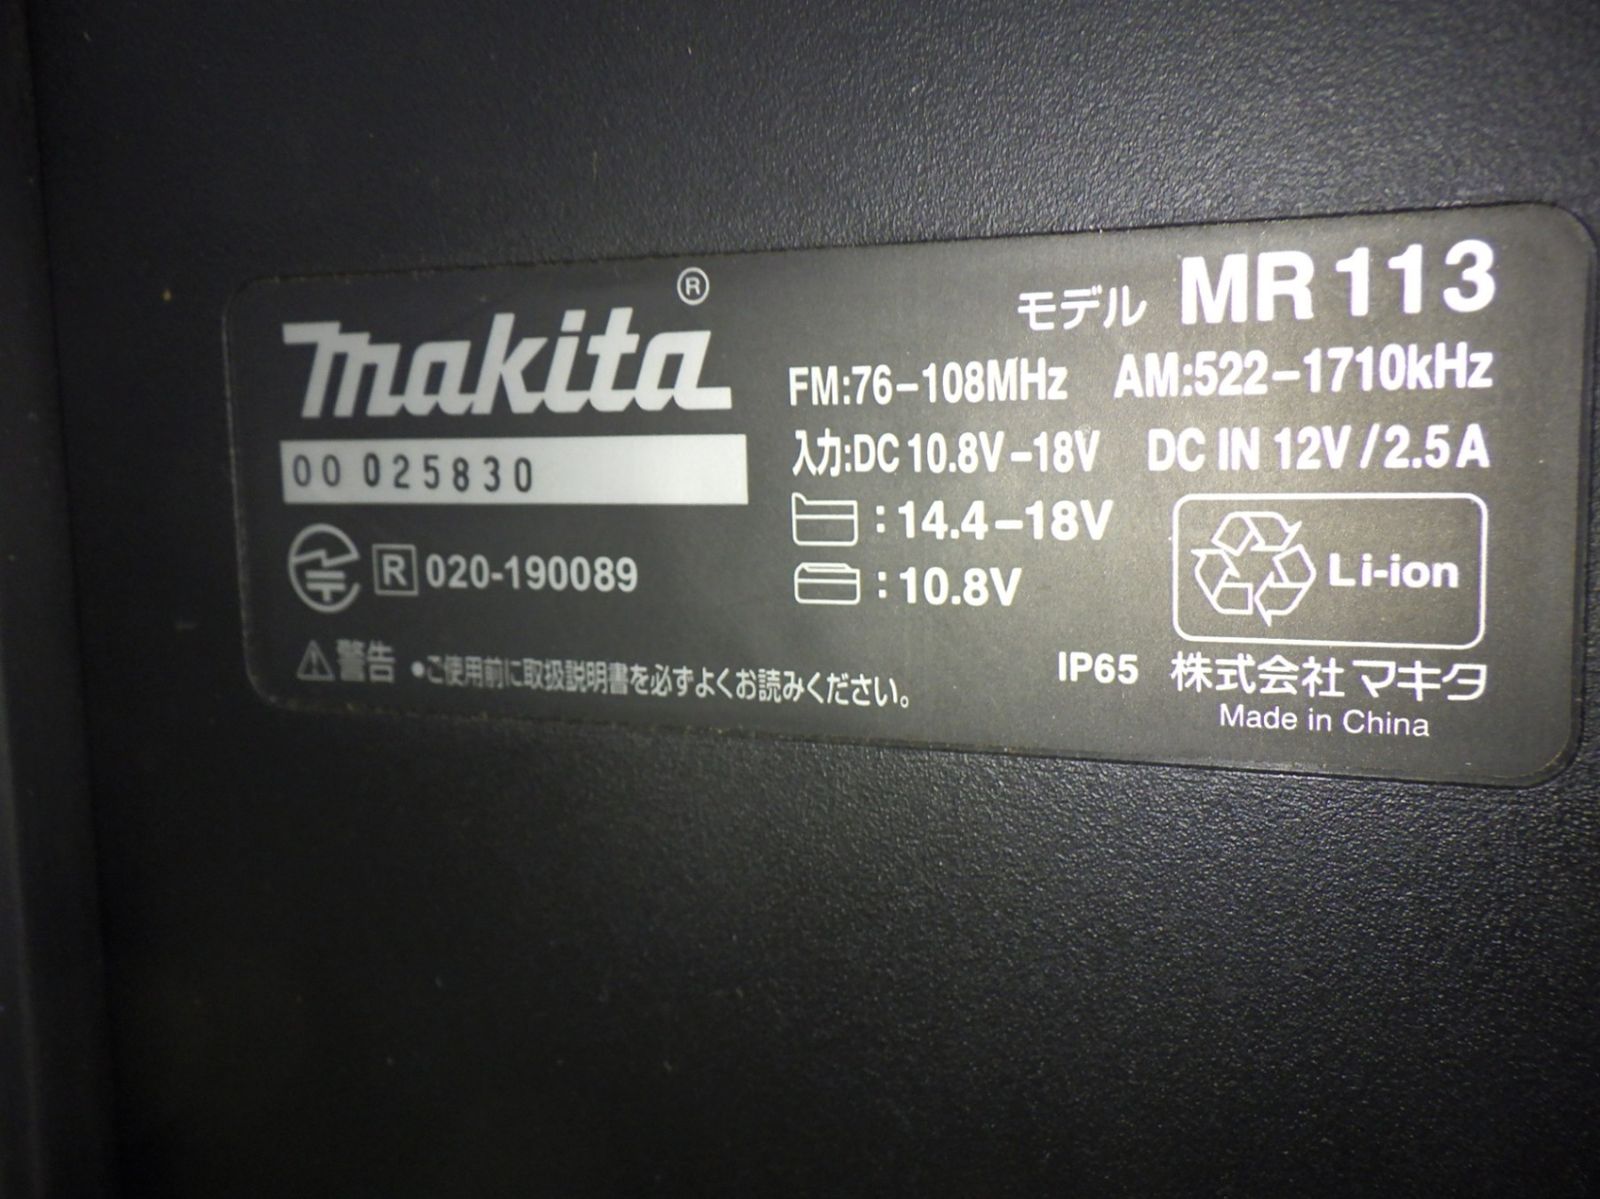 makita®
00 025830
R 020-190089
モデル MR113
FM:76-108MHz AM:522-1710kHz
入力:DC 10.8V-18V DC IN 12V/2.5A
:14.4-18V
:10.8V
Li-ion
警告 ●ご使用前に取扱説明書を必ずよくお読みください。
IP65 株式会社マキタ
Made in China